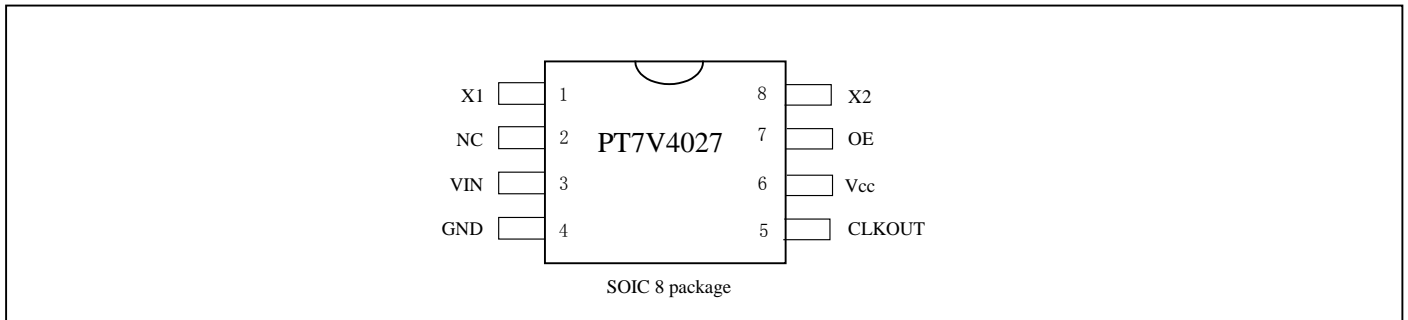 X1 1 8 X2
NC 2 PT7V4027 7 OE
VIN 3 6 Vcc
GND 4 5 CLKOUT
SOIC 8 package